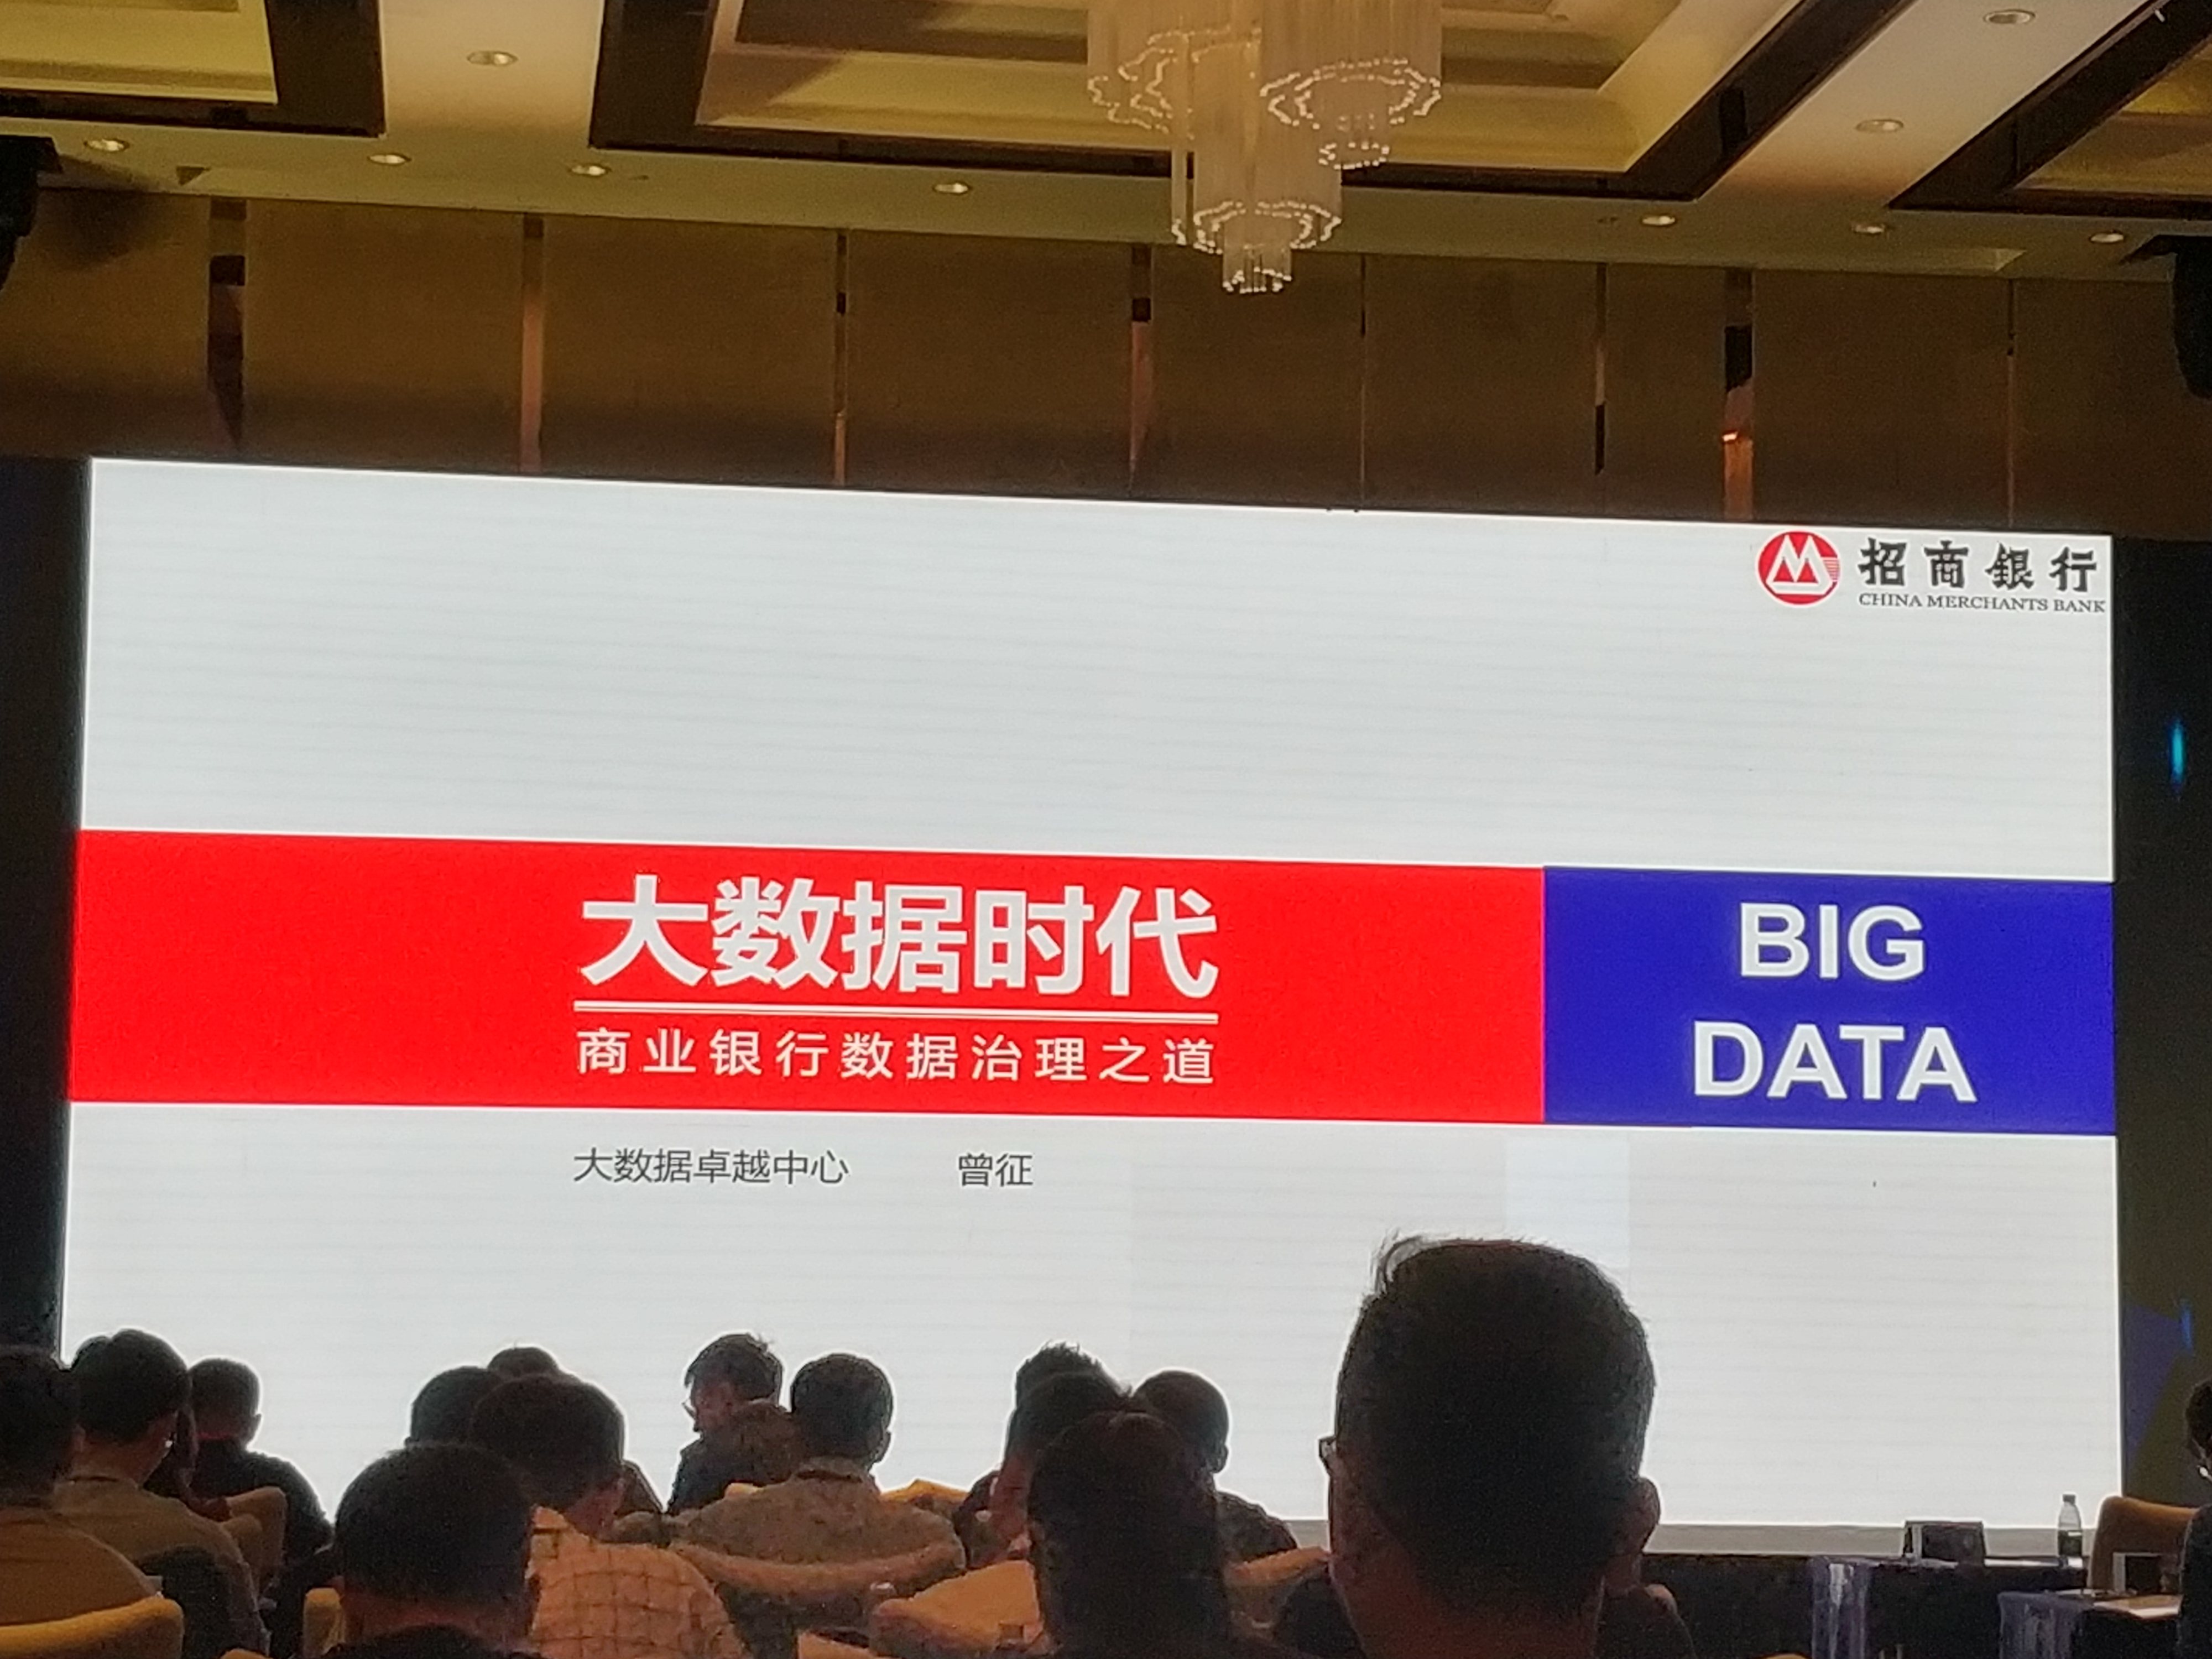 招商银行
CHINA MERCHANTS BANK
大数据时代
商业银行数据治理之道
BIG
DATA
大数据卓越中心 曾征